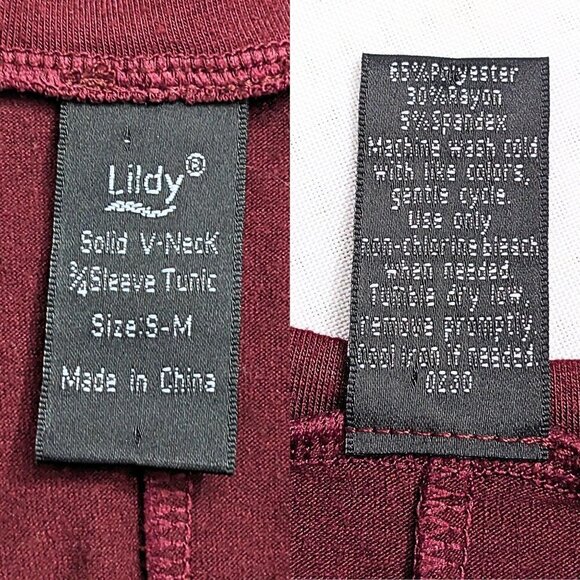 Lildy®
Solid V-Neck
¾Sleeve Tunic
Size:S-M
Made in China
65%Polyester
30%Rayon
5%Spandex
Machine wash cold
with like colors,
gentle cycle.
Use only
non-chlorine bleach
when needed.
Tumble dry low,
remove promptly
cool iron if needed
0230